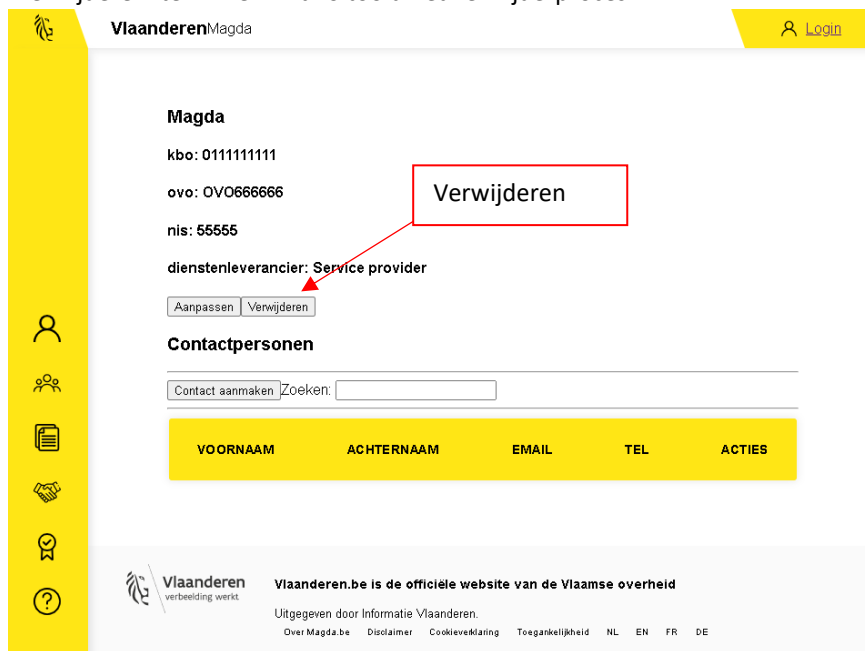 VlaanderenMagda
Login
Magda
kbo: 0111111111
ovo: OVO666666
Verwijderen
nis: 55555
dienstenleverancier: Service provider
Aanpassen Verwijderen
Contactpersonen
Contact aanmaken Zoeken:
VOORNAAM ACHTERNAAM EMAIL TEL ACTIES
Vlaanderen
verbeelding werkt
Vlaanderen.be is de officiële website van de Vlaamse overheid
Uitgegeven door Informatie Vlaanderen.
Over Magda.be Disclaimer Cookieverklaring Toegankelijkheid NL EN FR DE